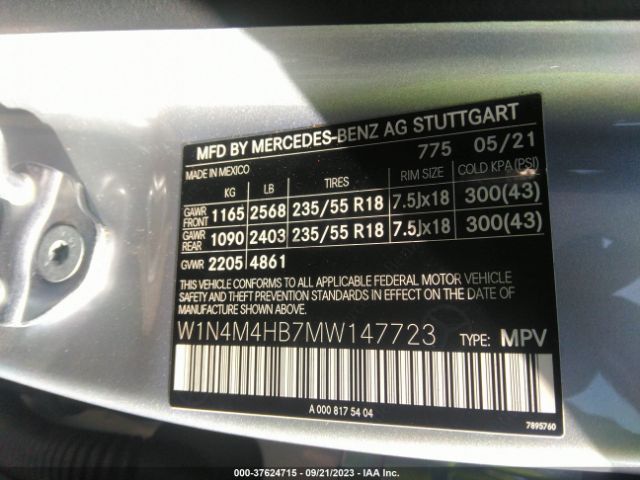 MFD BY MERCEDES-BENZ AG STUTTGART
MADE IN MEXICO 775 05/21
KG LB TIRES RIM SIZE COLD KPA (PSI)
GAWR FRONT 1165 2568 235/55 R18 7.5Jx18 300(43)
GAWR REAR 1090 2403 235/55 R18 7.5Jx18 300(43)
GVWR 2205 4861
THIS VEHICLE CONFORMS TO ALL APPLICABLE FEDERAL MOTOR VEHICLE
SAFETY AND THEFT PREVENTION STANDARDS IN EFFECT ON THE DATE
OF MANUFACTURE SHOWN ABOVE.
W1N4M4HB7MW147723 TYPE: MPV
A 000 817 54 04
7895760
000-37624715 - 09/21/2023 - IAA Inc.